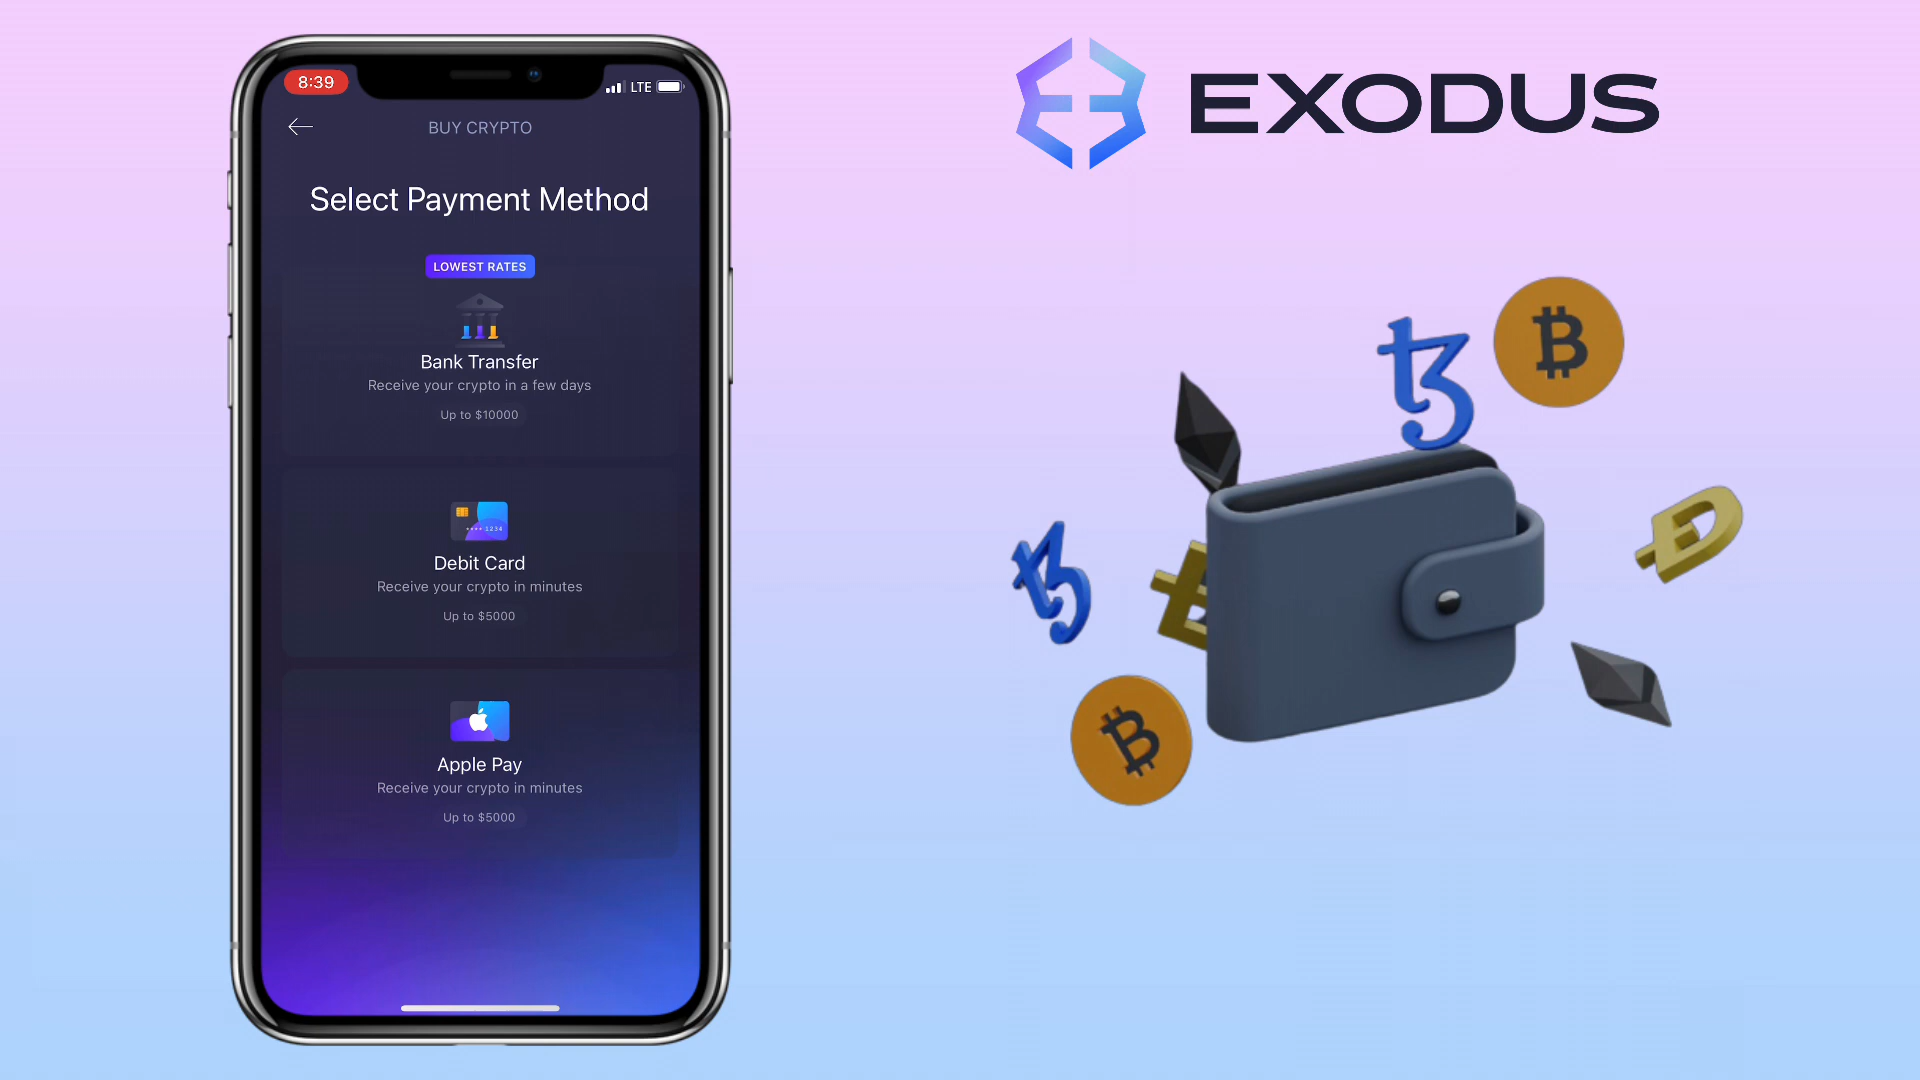 8:39
LTE
BUY CRYPTO
Select Payment Method
LOWEST RATES
Bank Transfer
Receive your crypto in a few days
Up to $10000
•••• 1234
Debit Card
Receive your crypto in minutes
Up to $5000
Apple Pay
Receive your crypto in minutes
Up to $5000
EXODUS